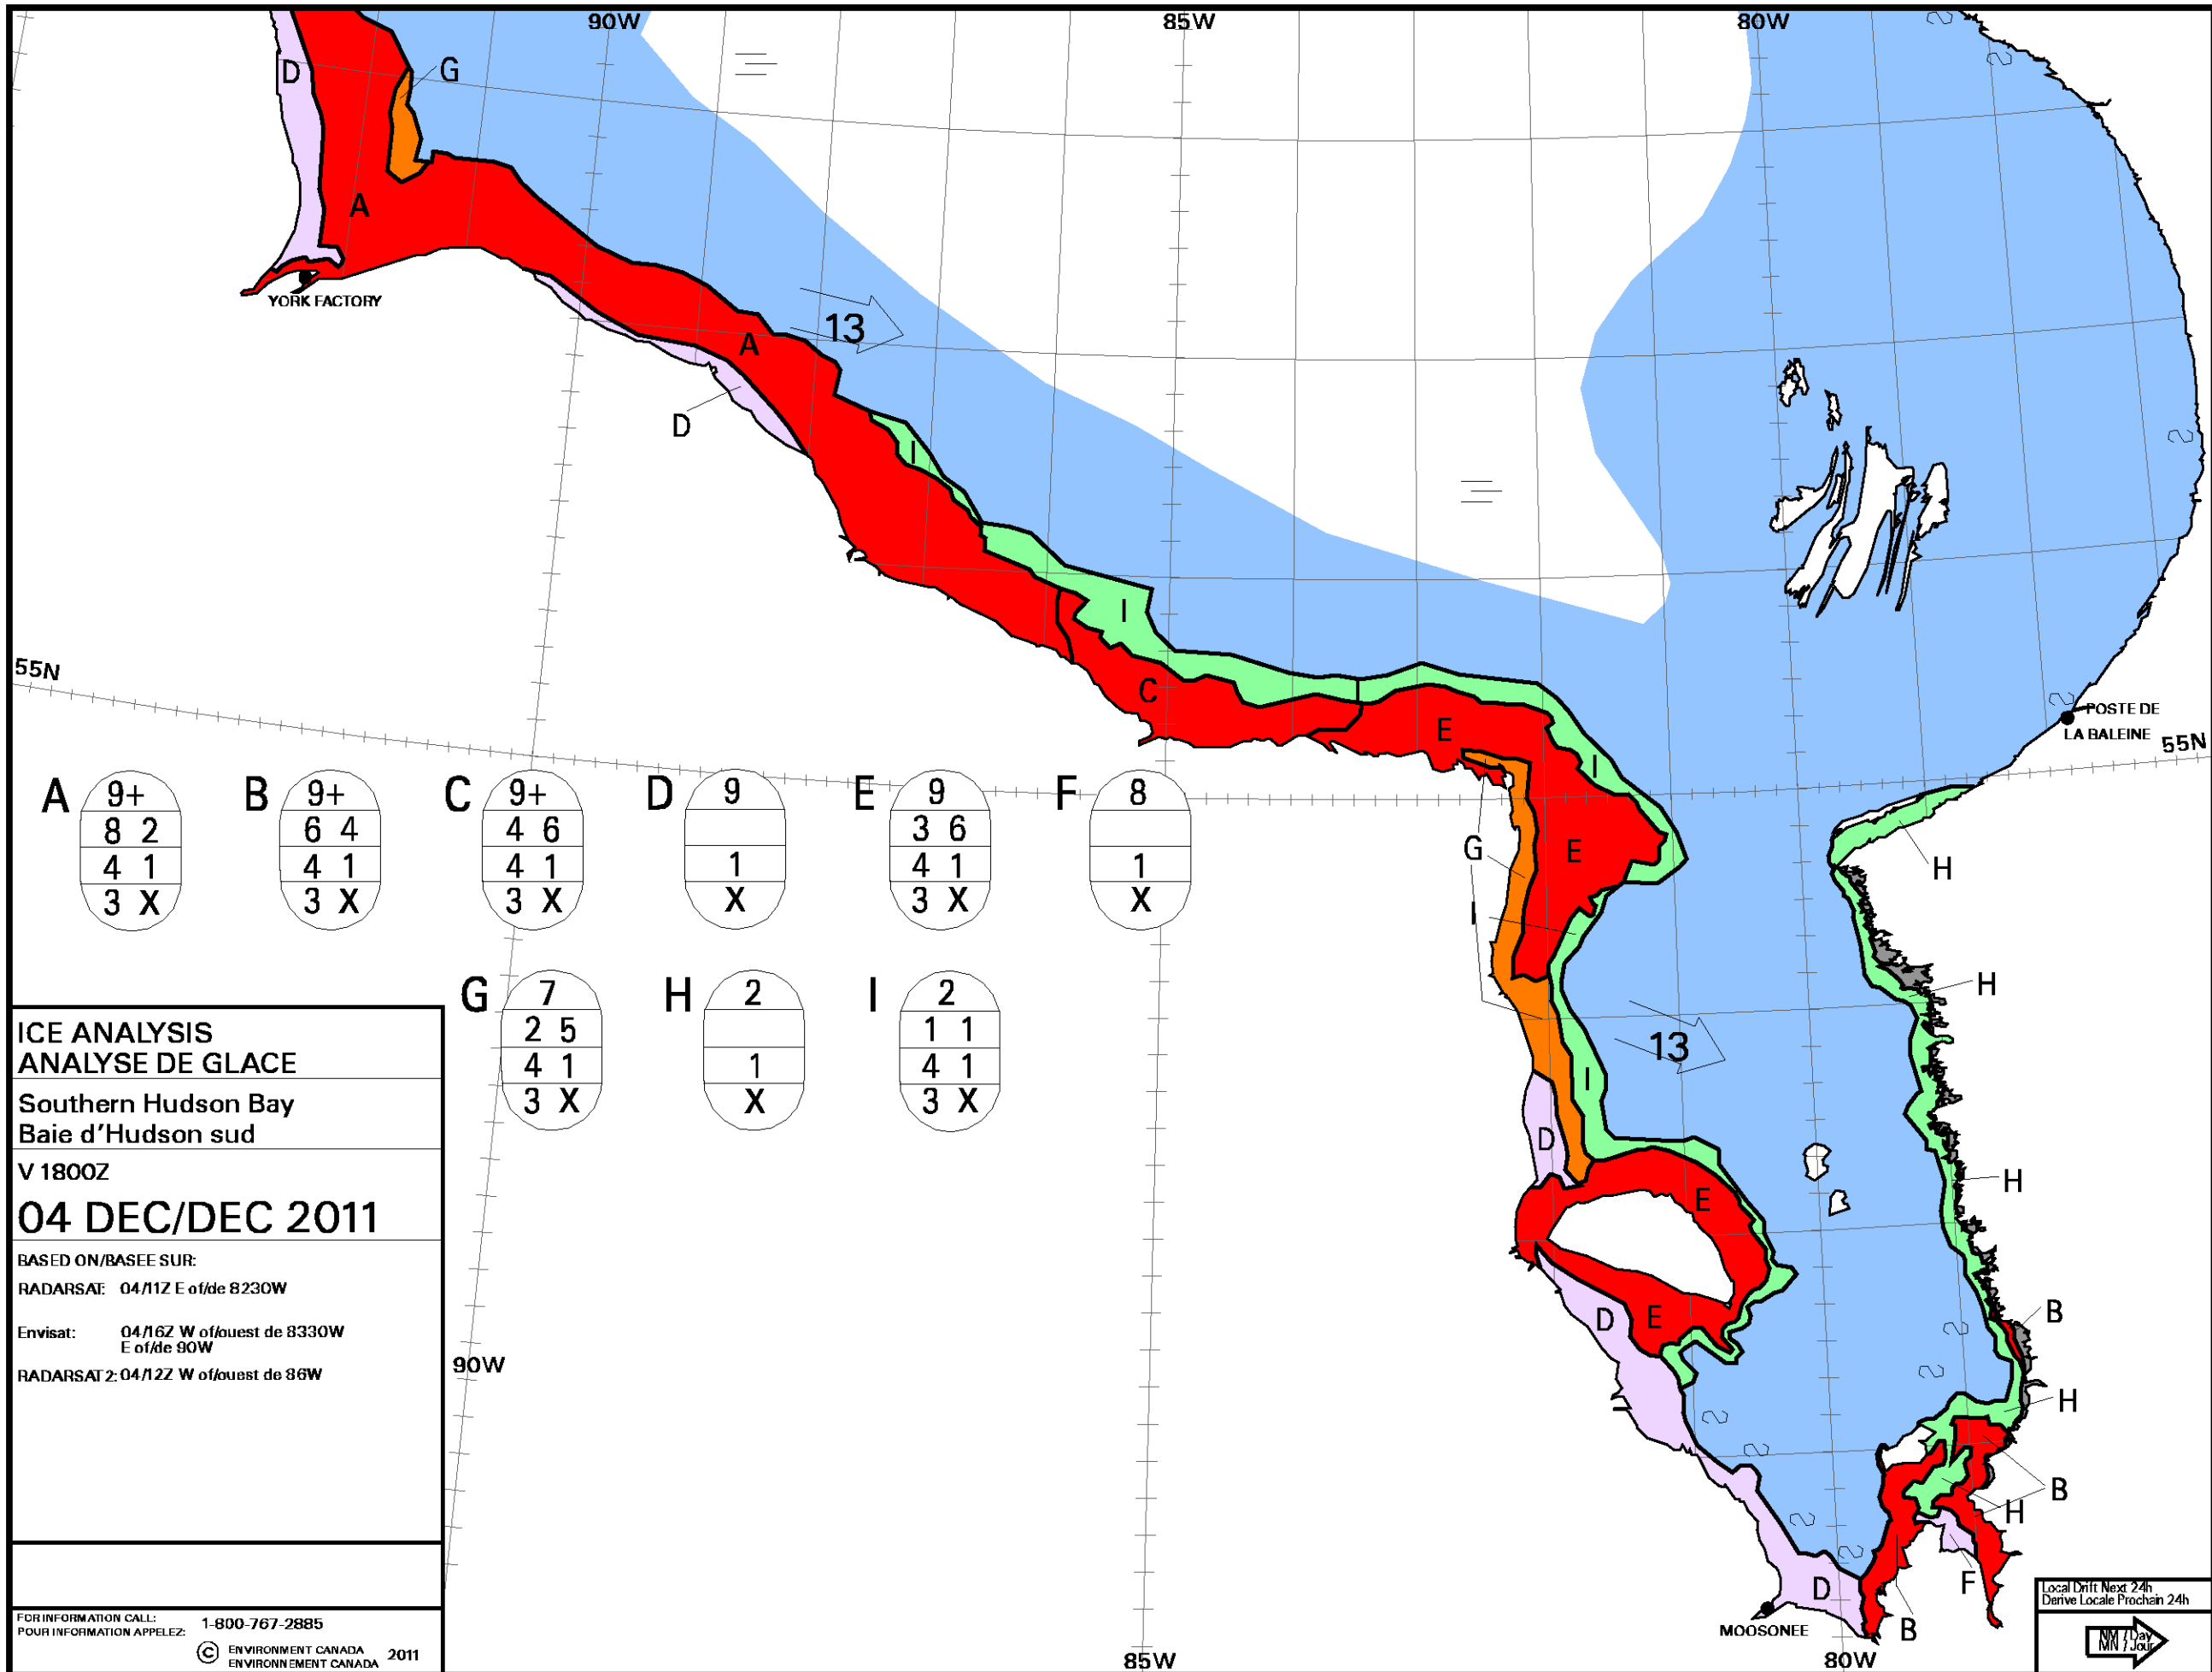 90W
85W
80W
D
G
A
YORK FACTORY
13
A
D
I
I
55N
C
I
E
I
POSTE DE
LA BALEINE
55N
A
9+
8 2
4 1
3 X
B
9+
6 4
4 1
3 X
C
9+
4 6
4 1
3 X
D
9
1
X
E
9
3 6
4 1
3 X
F
8
1
X
G
E
H
I
G
7
2 5
4 1
3 X
H
2
1
X
I
2
1 1
4 1
3 X
H
13
I
D
H
E
D
E
B
H
B
H
D
F
B
MOOSONEE
90W
85W
80W
ICE ANALYSIS
ANALYSE DE GLACE
Southern Hudson Bay
Baie d'Hudson sud
V 1800Z
04 DEC/DEC 2011
BASED ON/BASEE SUR:
RADARSAT: 04/11Z E of/de 8230W
Envisat: 04/16Z W of/ouest de 8330W
E of/de 90W
RADARSAT2: 04/12Z W of/ouest de 86W
FOR INFORMATION CALL: 1-800-767-2885
POUR INFORMATION APPELEZ:
© ENVIRONMENT CANADA 2011
ENVIRONNEMENT CANADA
Local Drift Next 24h
Derive Locale Prochain 24h
NM / Day
MN / Jour